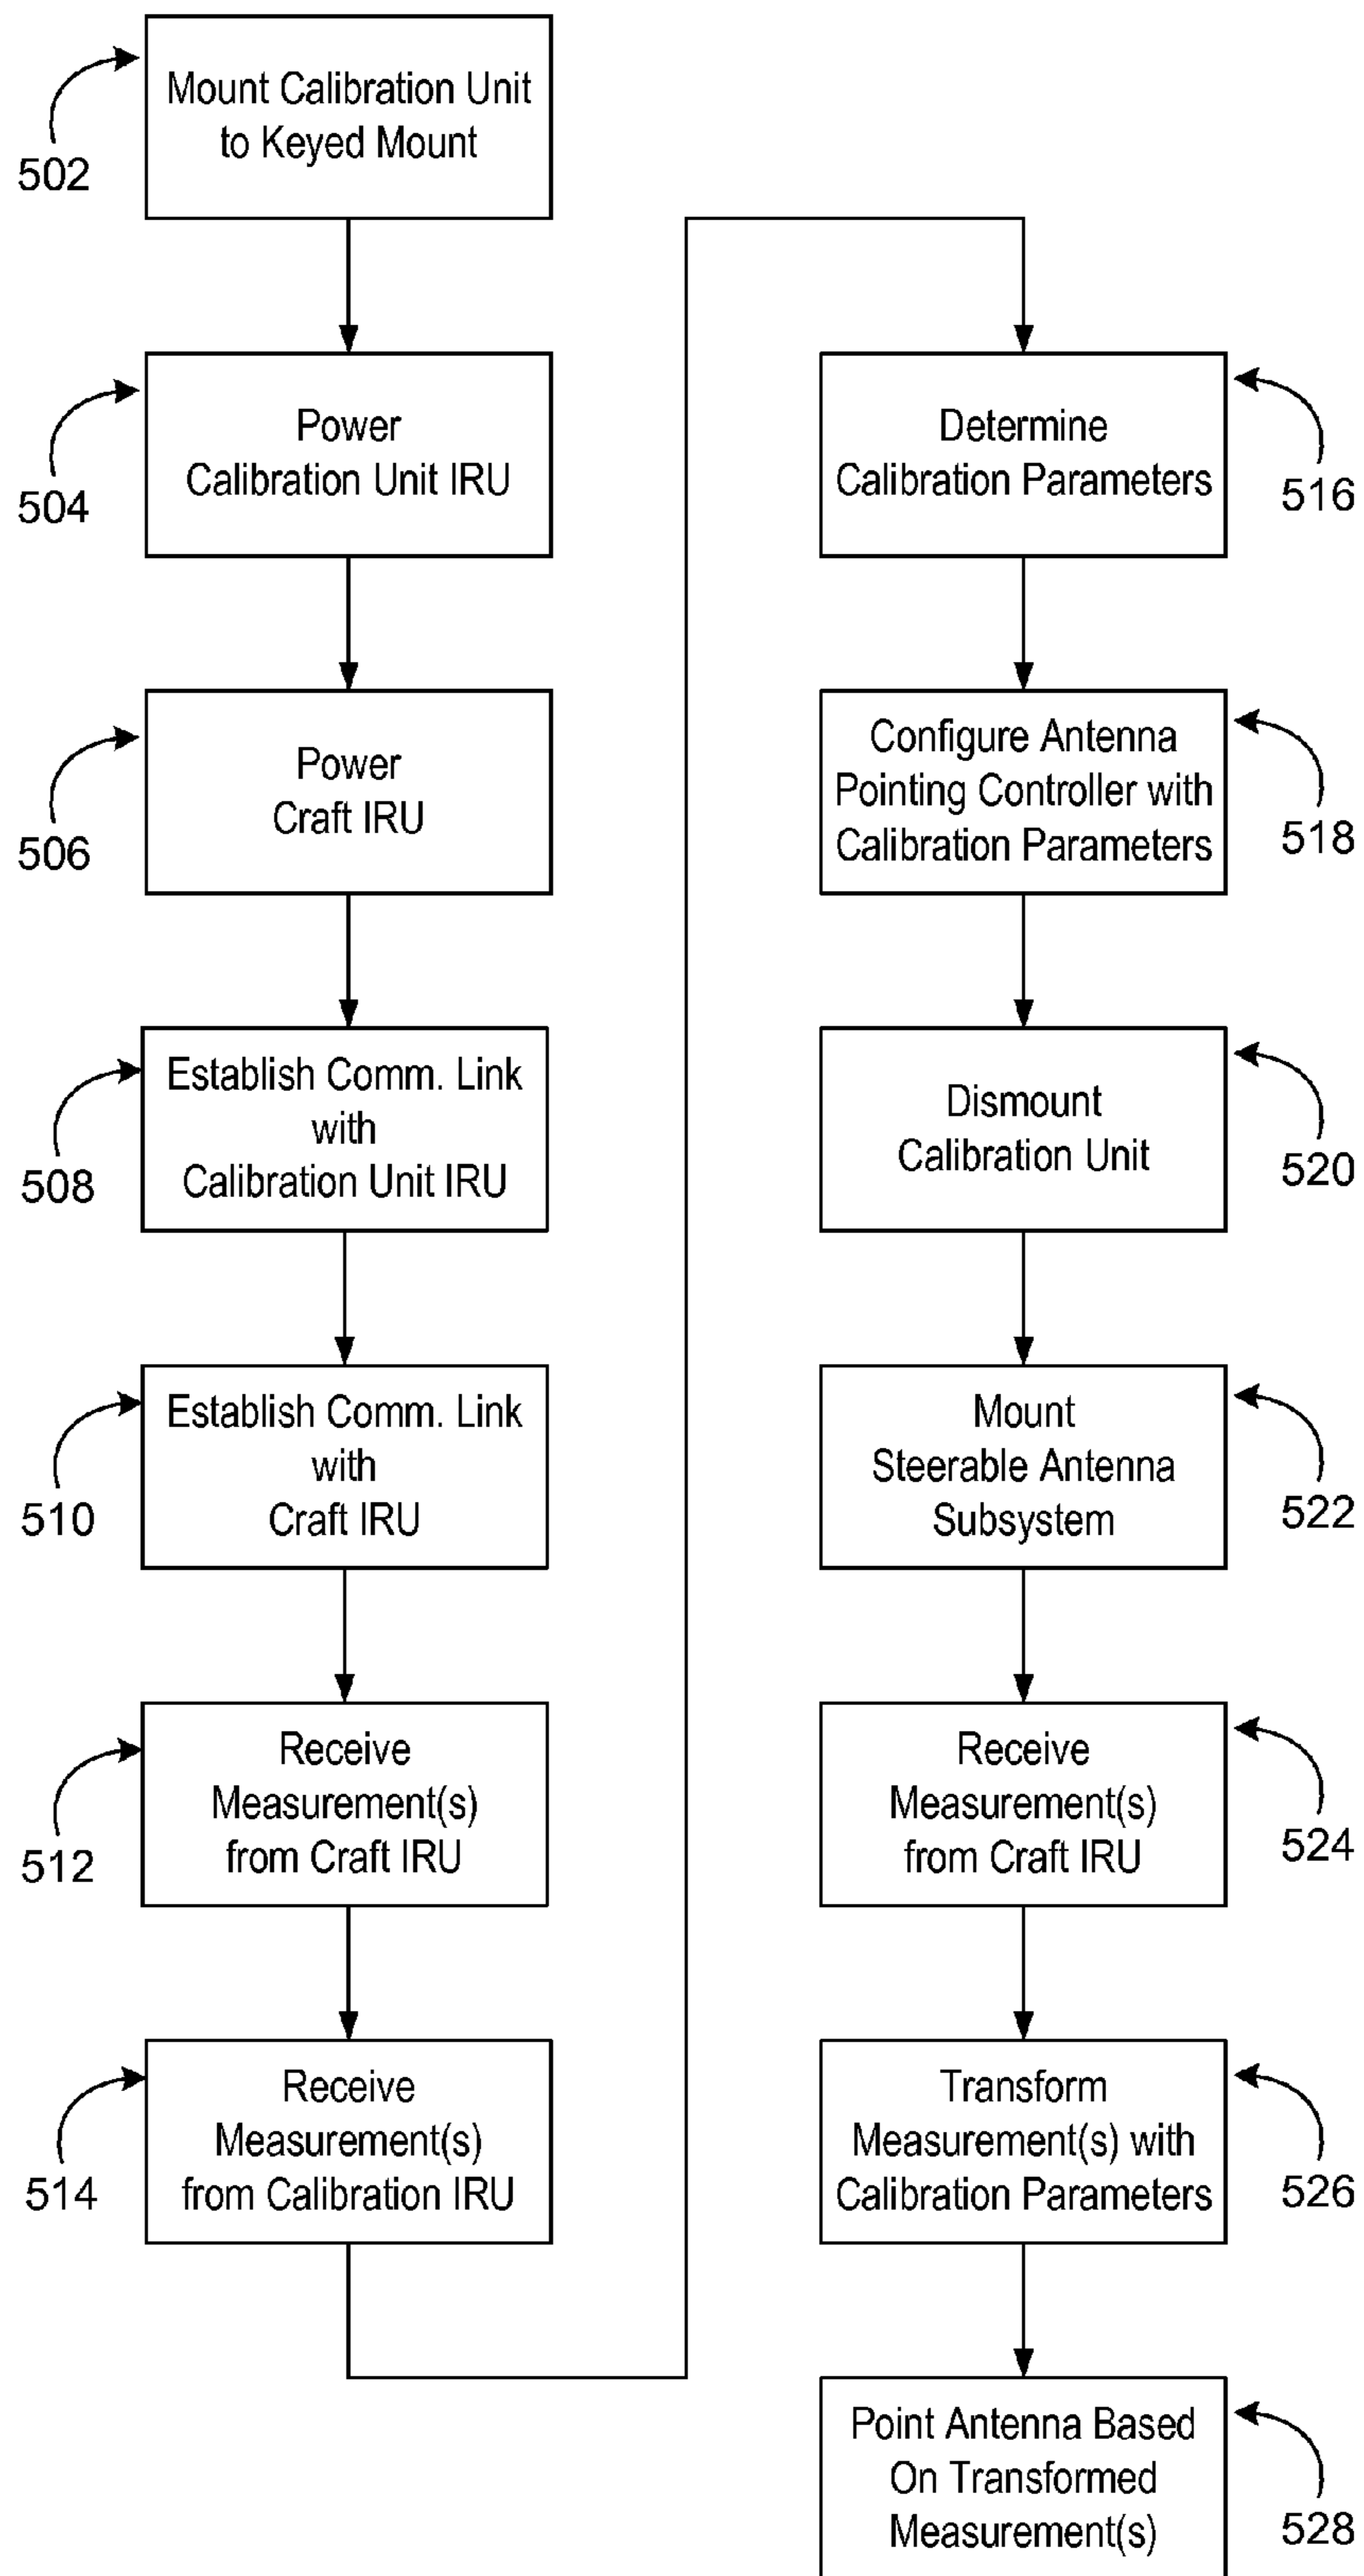 Mount Calibration Unit
to Keyed Mount
502
Power
Calibration Unit IRU
504
Power
Craft IRU
506
Establish Comm. Link
with
Calibration Unit IRU
508
Establish Comm. Link
with
Craft IRU
510
Receive
Measurement(s)
from Craft IRU
512
Receive
Measurement(s)
from Calibration IRU
514
Determine
Calibration Parameters
516
Configure Antenna
Pointing Controller with
Calibration Parameters
518
Dismount
Calibration Unit
520
Mount
Steerable Antenna
Subsystem
522
Receive
Measurement(s)
from Craft IRU
524
Transform
Measurement(s) with
Calibration Parameters
526
Point Antenna Based
On Transformed
Measurement(s)
528